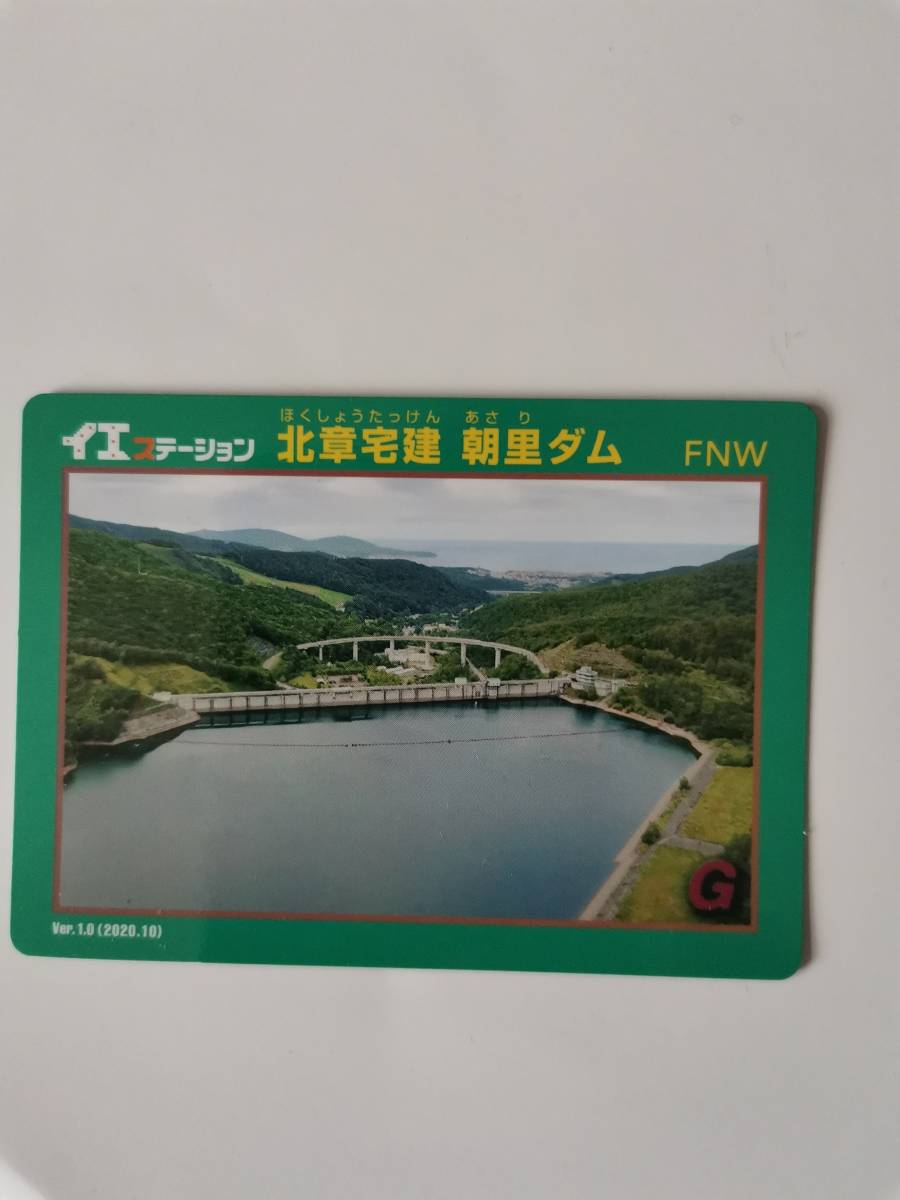 ほくしょうたっけん あさり
イエステーション 北章宅建 朝里ダム FNW
G
Ver.1.0(2020.10)